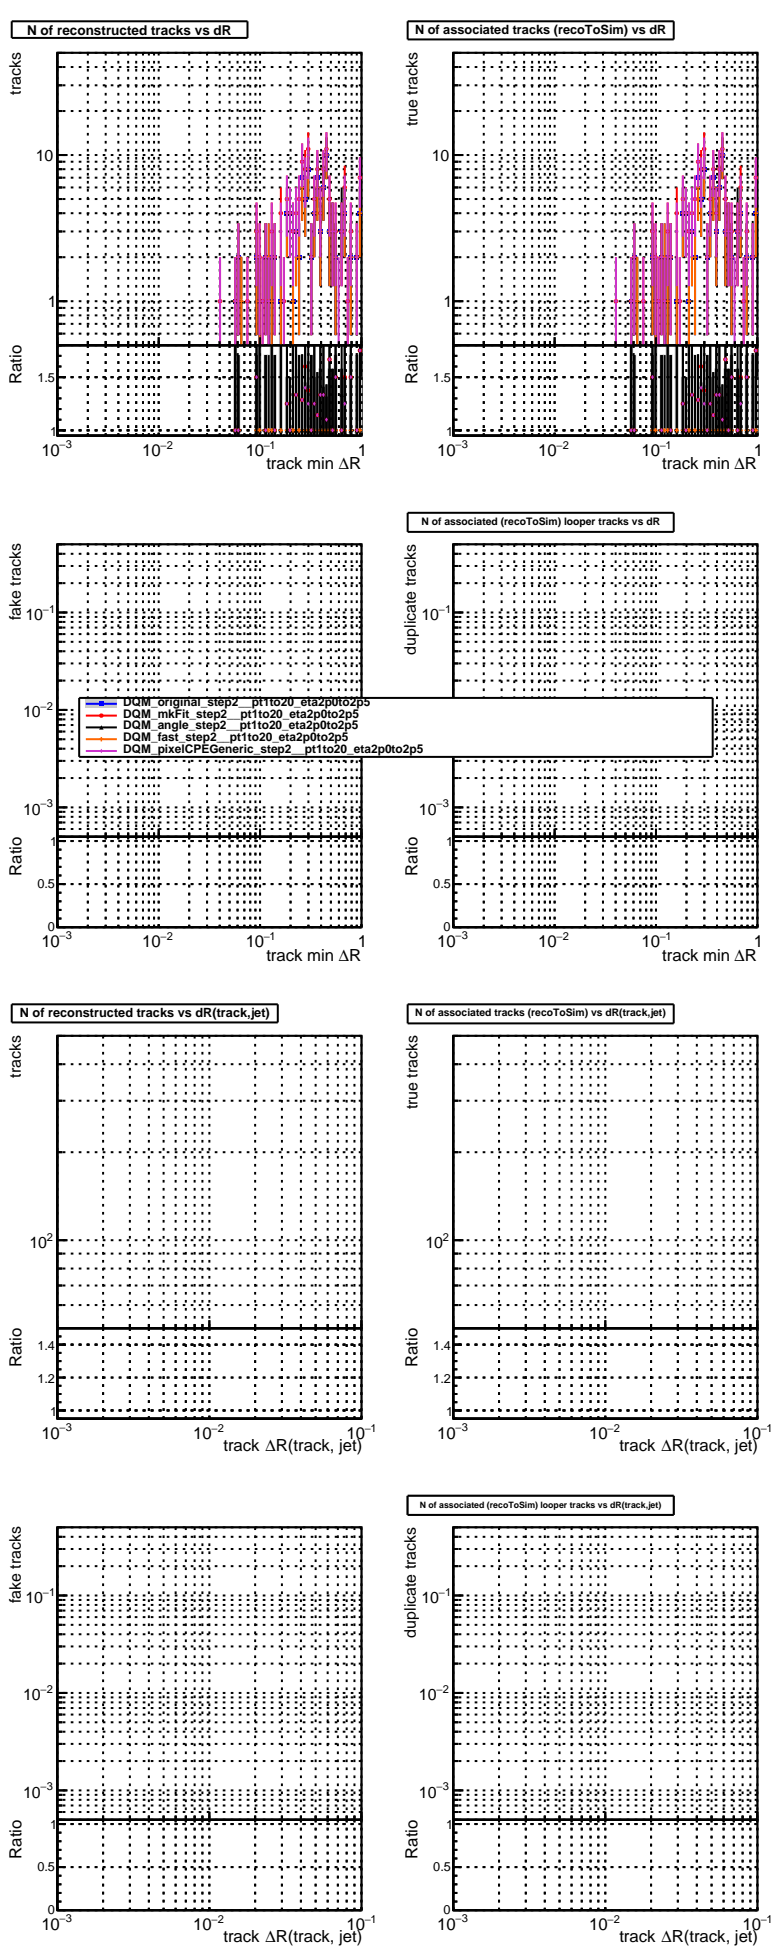 N of reconstructed tracks vs dR
tracks
10
1
Ratio
1.5
1
10−3
10−2
10−1
1
track min ΔR
N of associated tracks (recoToSim) vs dR
true tracks
10
1
Ratio
1.5
1
10−3
10−2
10−1
1
track min ΔR
fake tracks
10−1
10−2
10−3
Ratio
1
0.5
0
10−3
10−2
10−1
1
track min ΔR
N of associated (recoToSim) looper tracks vs dR
duplicate tracks
10−1
10−2
10−3
Ratio
1
0.5
0
10−3
10−2
10−1
1
track min ΔR
DQM_original_step2__pt1to20_eta2p0to2p5
DQM_mkFit_step2__pt1to20_eta2p0to2p5
DQM_angle_step2__pt1to20_eta2p0to2p5
DQM_fast_step2__pt1to20_eta2p0to2p5
DQM_pixelCPEGeneric_step2__pt1to20_eta2p0to2p5
N of reconstructed tracks vs dR(track,jet)
tracks
102
Ratio
1.4
1.2
1
10−3
10−2
10−1
track ΔR(track, jet)
N of associated tracks (recoToSim) vs dR(track,jet)
true tracks
102
Ratio
1.4
1.2
1
10−3
10−2
10−1
track ΔR(track, jet)
fake tracks
10−1
10−2
10−3
Ratio
1
0.5
0
10−3
10−2
10−1
track ΔR(track, jet)
N of associated (recoToSim) looper tracks vs dR(track,jet)
duplicate tracks
10−1
10−2
10−3
Ratio
1
0.5
0
10−3
10−2
10−1
track ΔR(track, jet)